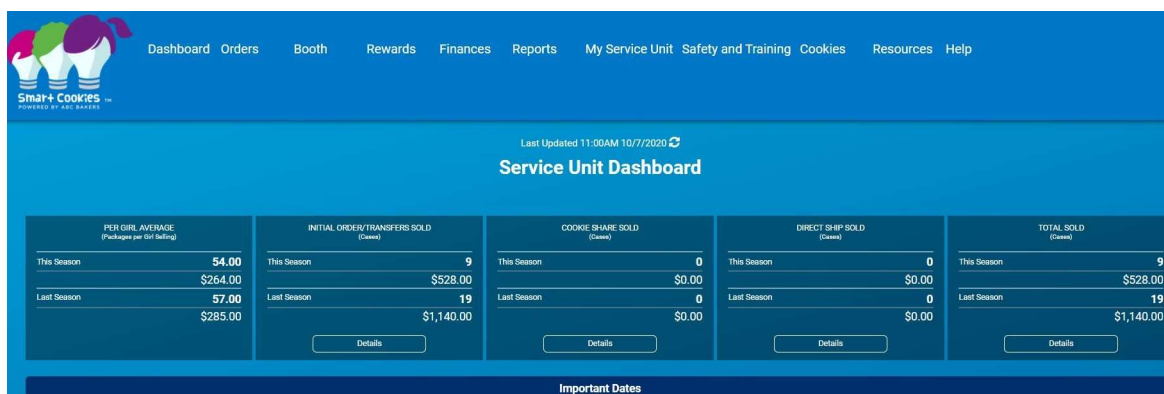 Dashboard Orders Booth Rewards Finances Reports My Service Unit Safety and Training Cookies Resources Help
Smart Cookies TM
POWERED BY ABC BAKERS
Last Updated 11:00AM 10/7/2020
Service Unit Dashboard
PER GIRL AVERAGE
(Packages per Girl Selling)
This Season 54.00
$264.00
Last Season 57.00
$285.00
INITIAL ORDER/TRANSFERS SOLD
(Cases)
This Season 9
$528.00
Last Season 19
$1,140.00
Details
COOKIE SHARE SOLD
(Cases)
This Season 0
$0.00
Last Season 0
$0.00
Details
DIRECT SHIP SOLD
(Cases)
This Season 0
$0.00
Last Season 0
$0.00
Details
TOTAL SOLD
(Cases)
This Season 9
$528.00
Last Season 19
$1,140.00
Details
Important Dates